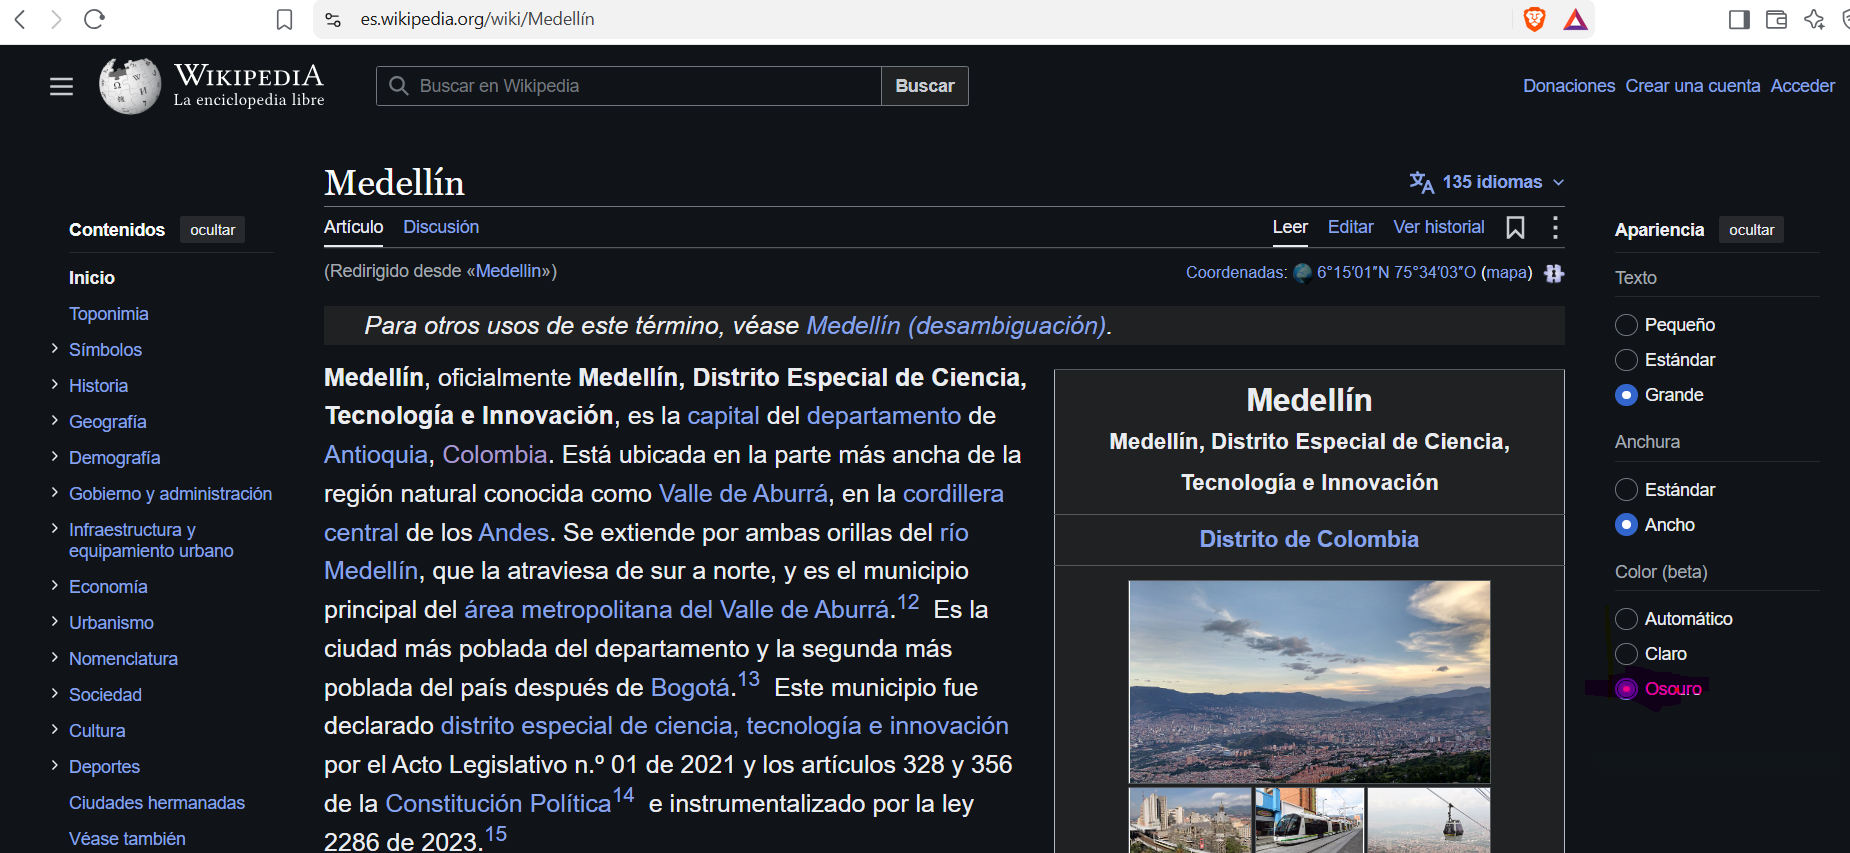 es.wikipedia.org/wiki/Medellín
WIKIPEDIA
La enciclopedia libre
Buscar en Wikipedia
Buscar
Donaciones Crear una cuenta Acceder
Medellín
135 idiomas
Artículo Discusión
Leer Editar Ver historial
(Redirigido desde «Medellin»)
Coordenadas: 6°15′01″N 75°34′03″O (mapa)
Contenidos ocultar
Inicio
Toponimia
Símbolos
Historia
Geografía
Demografía
Gobierno y administración
Infraestructura y
equipamiento urbano
Economía
Urbanismo
Nomenclatura
Sociedad
Cultura
Deportes
Ciudades hermanadas
Véase también
Para otros usos de este término, véase Medellín (desambiguación).
Medellín, oficialmente Medellín, Distrito Especial de Ciencia,
Tecnología e Innovación, es la capital del departamento de
Antioquia, Colombia. Está ubicada en la parte más ancha de la
región natural conocida como Valle de Aburrá, en la cordillera
central de los Andes. Se extiende por ambas orillas del río
Medellín, que la atraviesa de sur a norte, y es el municipio
principal del área metropolitana del Valle de Aburrá.12 Es la
ciudad más poblada del departamento y la segunda más
poblada del país después de Bogotá.13 Este municipio fue
declarado distrito especial de ciencia, tecnología e innovación
por el Acto Legislativo n.º 01 de 2021 y los artículos 328 y 356
de la Constitución Política14 e instrumentalizado por la ley
2286 de 2023.15
Medellín
Medellín, Distrito Especial de Ciencia,
Tecnología e Innovación
Distrito de Colombia
Apariencia ocultar
Texto
Pequeño
Estándar
Grande
Anchura
Estándar
Ancho
Color (beta)
Automático
Claro
Oscuro